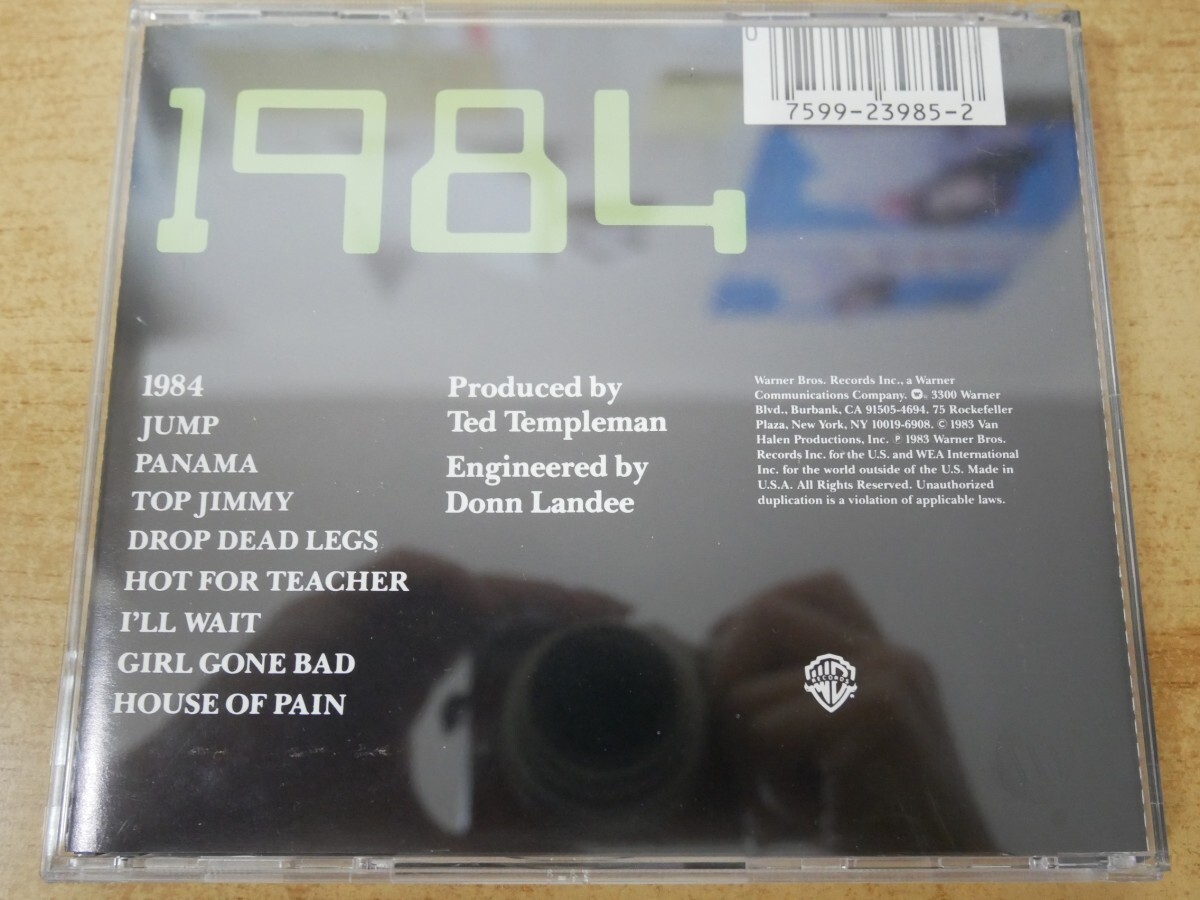 1984
0
7599-23985-2
1984
JUMP
PANAMA
TOP JIMMY
DROP DEAD LEGS
HOT FOR TEACHER
I'LL WAIT
GIRL GONE BAD
HOUSE OF PAIN
Produced by
Ted Templeman
Engineered by
Donn Landee
Warner Bros. Records Inc., a Warner
Communications Company. 3300 Warner
Blvd., Burbank, CA 91505-4694. 75 Rockefeller
Plaza, New York, NY 10019-6908. © 1983 Van
Halen Productions, Inc. ℗ 1983 Warner Bros.
Records Inc. for the U.S. and WEA International
Inc. for the world outside of the U.S. Made in
U.S.A. All Rights Reserved. Unauthorized
duplication is a violation of applicable laws.
RECORDS